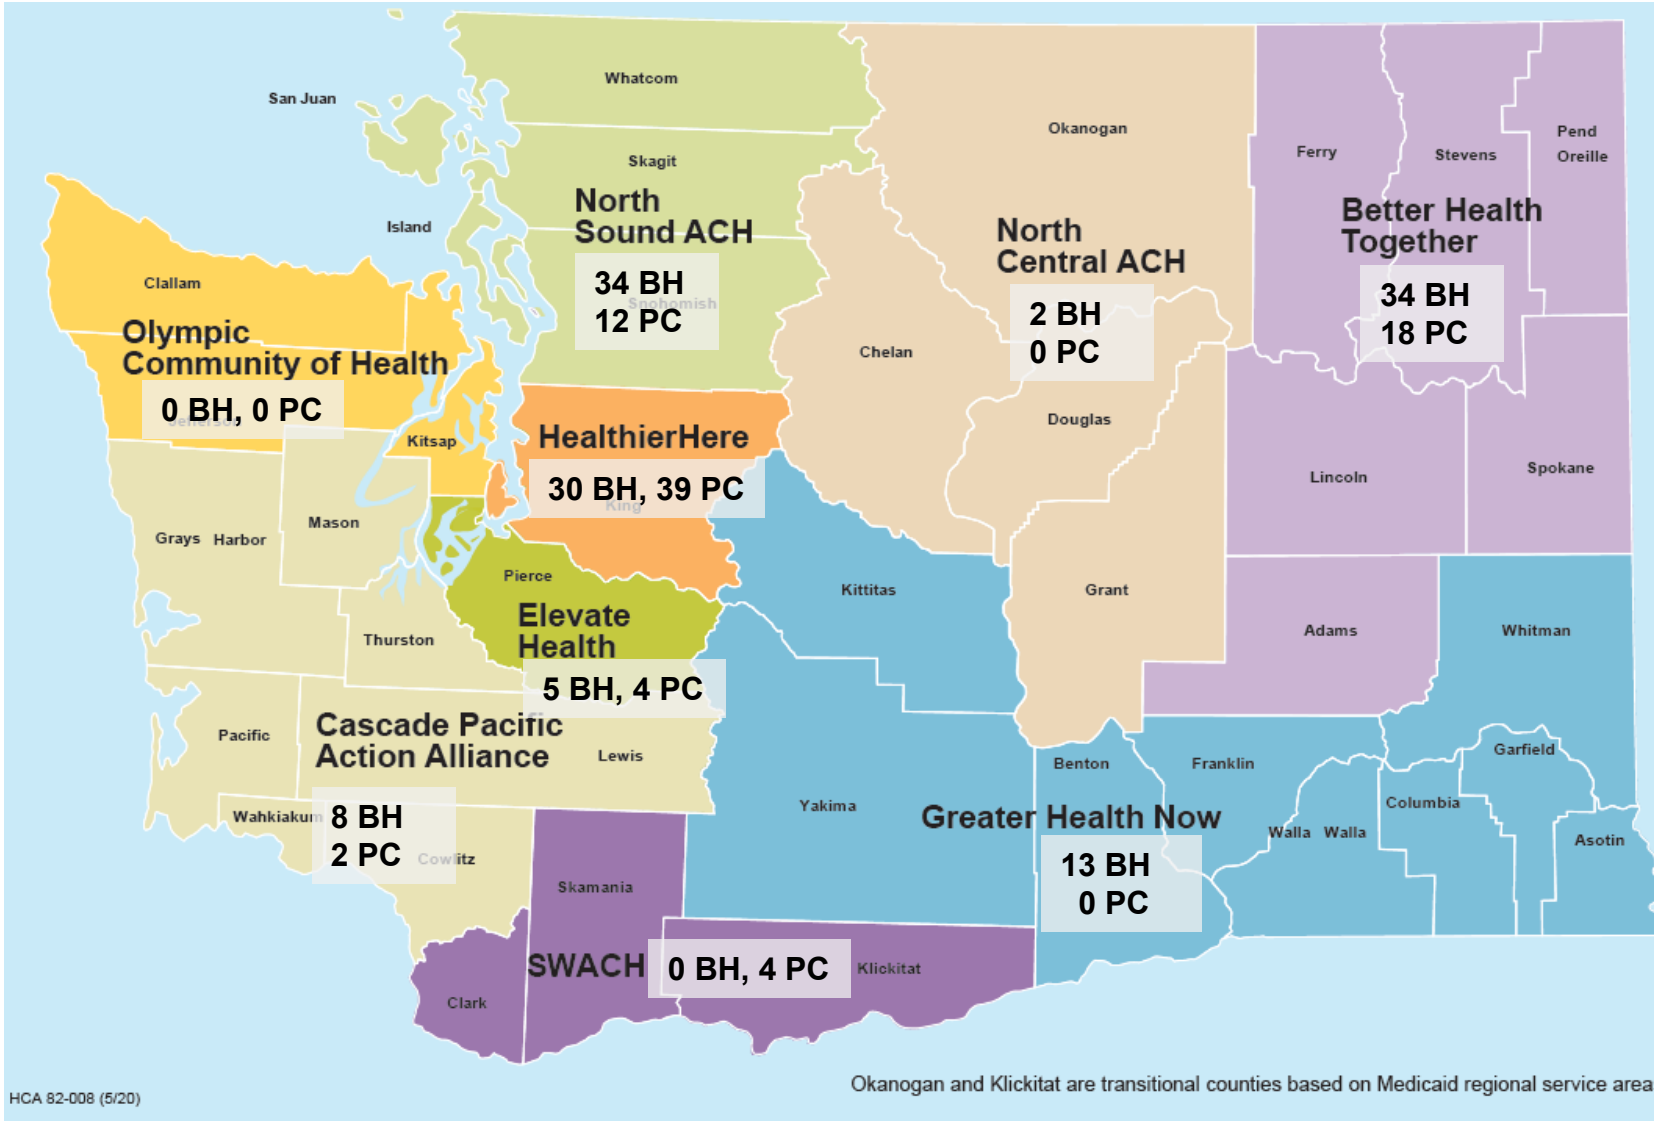 Whatcom
San Juan
Skagit
Island
North
Sound ACH
34 BH
12 PC
Snohomish
Okanogan
North
Central ACH
2 BH
0 PC
Chelan
Douglas
Grant
Ferry
Stevens
Pend
Oreille
Better Health
Together
34 BH
18 PC
Lincoln
Spokane
Adams
Clallam
Olympic
Community of Health
0 BH, 0 PC
Jefferson
Kitsap
HealthierHere
30 BH, 39 PC
King
Grays Harbor
Mason
Thurston
Pierce
Elevate
Health
5 BH, 4 PC
Pacific
Cascade Pacific
Action Alliance
Lewis
Wahkiakum
8 BH
2 PC
Cowlitz
Kittitas
Yakima
Benton
Franklin
Greater Health Now
13 BH
0 PC
Walla Walla
Columbia
Garfield
Whitman
Asotin
Skamania
SWACH
0 BH, 4 PC
Klickitat
Clark
Okanogan and Klickitat are transitional counties based on Medicaid regional service area
HCA 82-008 (5/20)